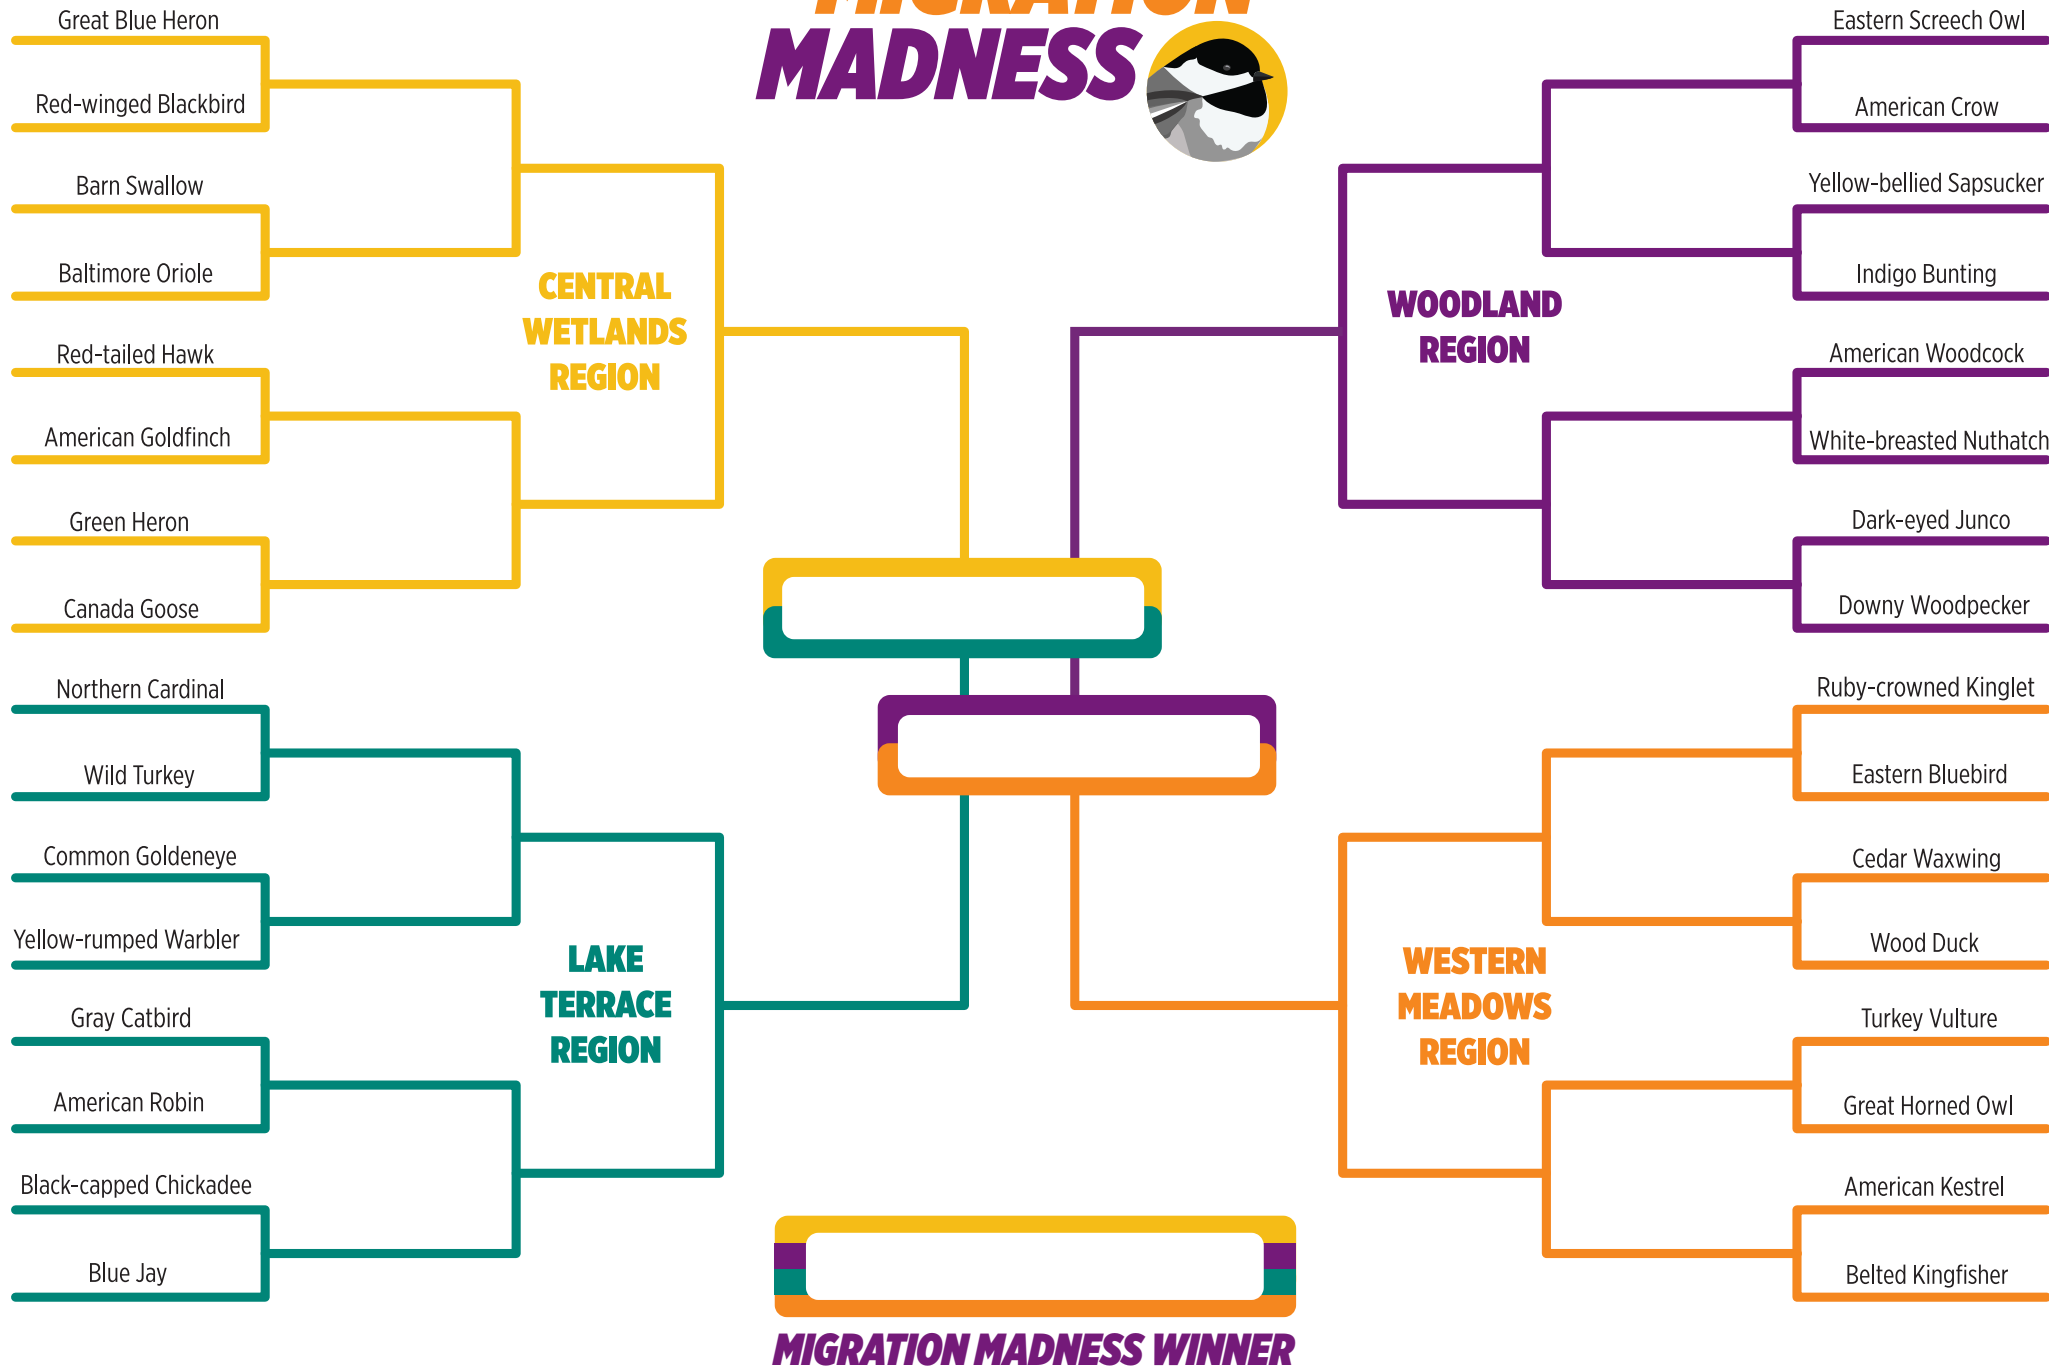 MIGRATION
MADNESS
Great Blue Heron
Red-winged Blackbird
Barn Swallow
Baltimore Oriole
Red-tailed Hawk
American Goldfinch
Green Heron
Canada Goose
CENTRAL
WETLANDS
REGION
Northern Cardinal
Wild Turkey
Common Goldeneye
Yellow-rumped Warbler
Gray Catbird
American Robin
Black-capped Chickadee
Blue Jay
LAKE
TERRACE
REGION
Eastern Screech Owl
American Crow
Yellow-bellied Sapsucker
Indigo Bunting
American Woodcock
White-breasted Nuthatch
Dark-eyed Junco
Downy Woodpecker
WOODLAND
REGION
Ruby-crowned Kinglet
Eastern Bluebird
Cedar Waxwing
Wood Duck
Turkey Vulture
Great Horned Owl
American Kestrel
Belted Kingfisher
WESTERN
MEADOWS
REGION
MIGRATION MADNESS WINNER